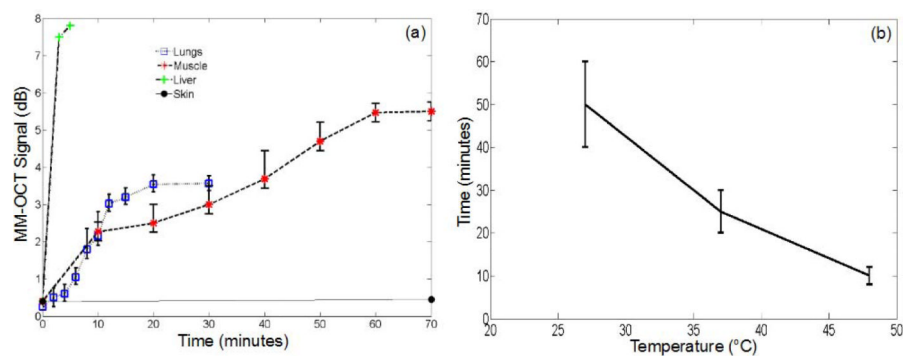 (a)
8
7
6
5
4
3
2
1
0
MM-OCT Signal (dB)
Lungs
Muscle
Liver
Skin
0 10 20 30 40 50 60 70
Time (minutes)
(b)
60
50
40
30
20
10
0
Time (minutes)
20 25 30 35 40 45 50
Temperature (°C)